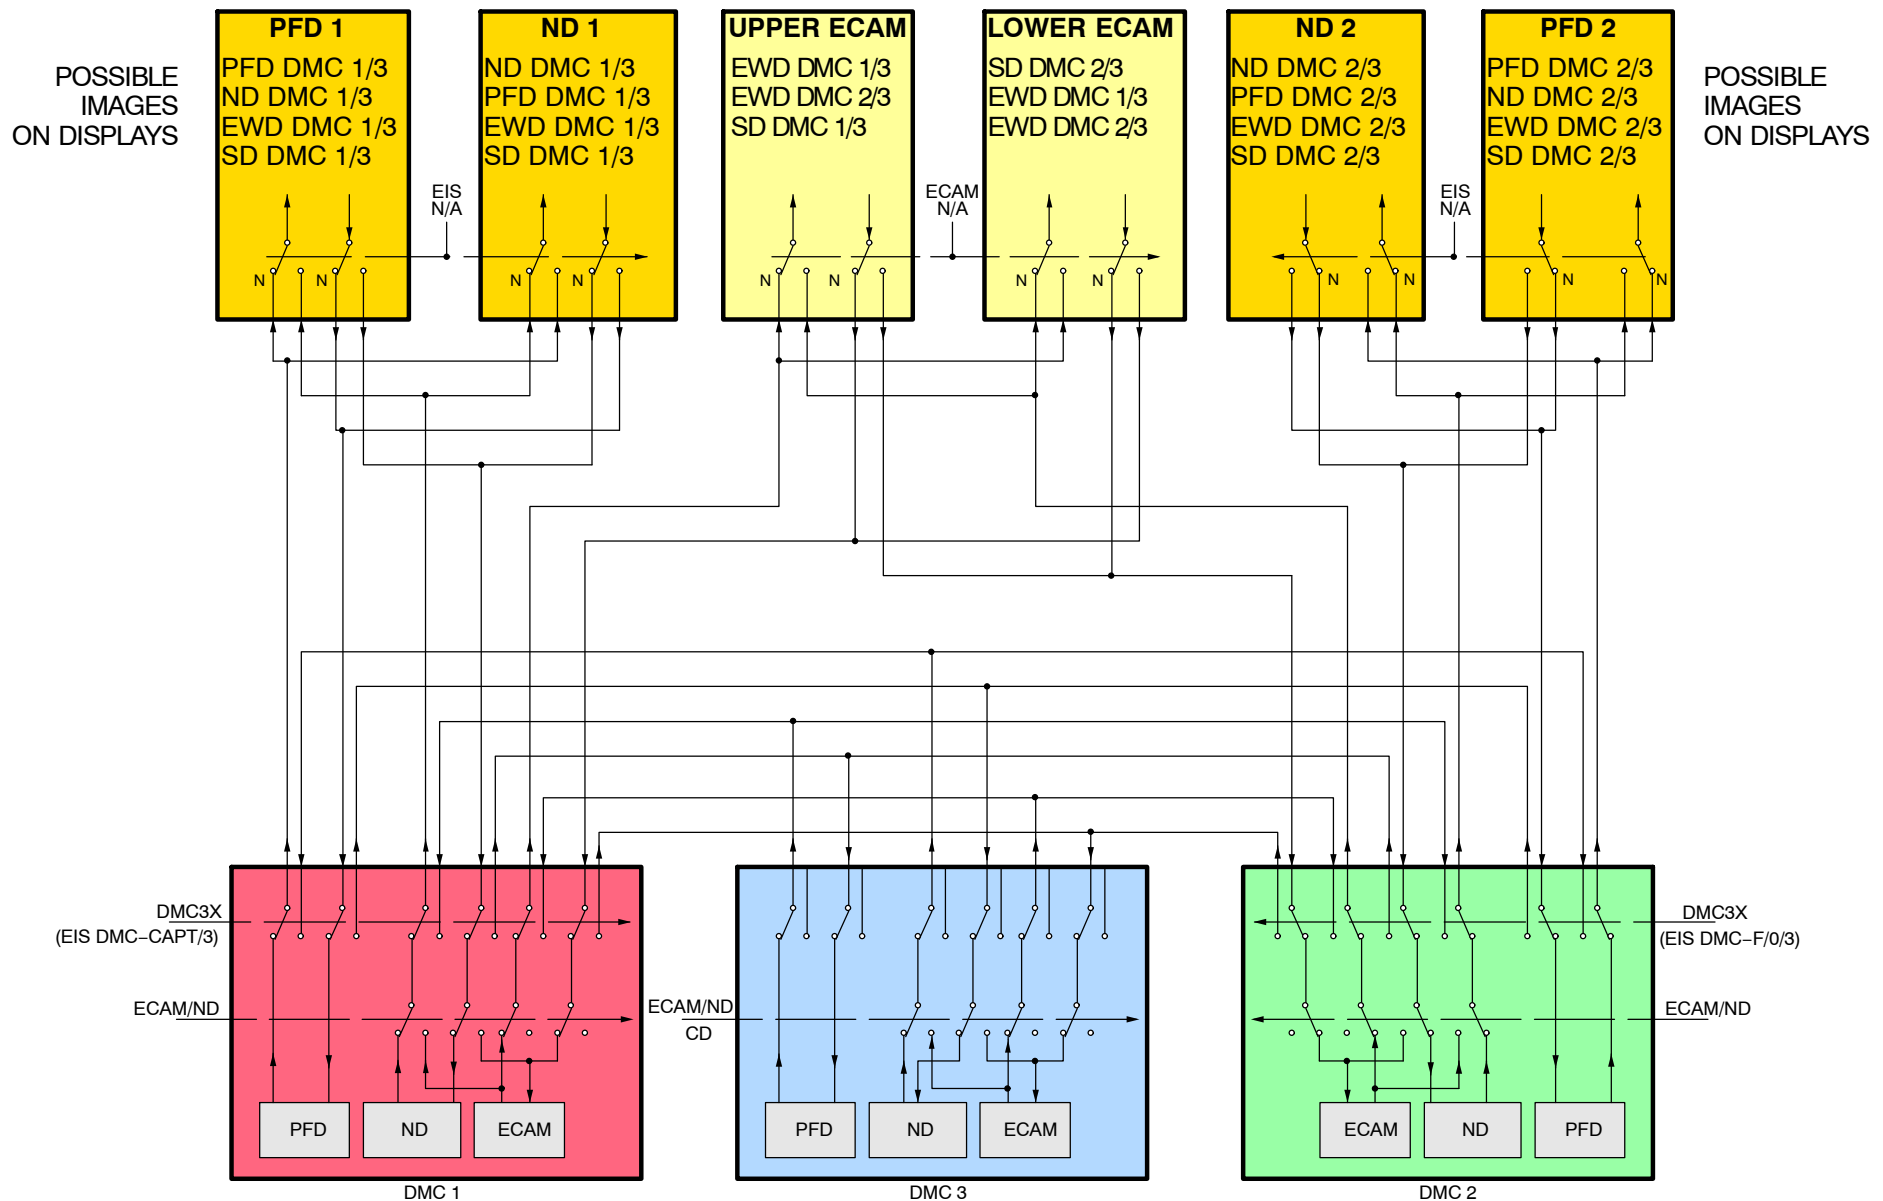 POSSIBLE
IMAGES
ON DISPLAYS
PFD 1
PFD DMC 1/3
ND DMC 1/3
EWD DMC 1/3
SD DMC 1/3
N
N
EIS
N/A
ND 1
ND DMC 1/3
PFD DMC 1/3
EWD DMC 1/3
SD DMC 1/3
N
N
UPPER ECAM
EWD DMC 1/3
EWD DMC 2/3
SD DMC 1/3
N
N
ECAM
N/A
LOWER ECAM
SD DMC 2/3
EWD DMC 1/3
EWD DMC 2/3
N
N
ND 2
ND DMC 2/3
PFD DMC 2/3
EWD DMC 2/3
SD DMC 2/3
N
N
EIS
N/A
PFD 2
PFD DMC 2/3
ND DMC 2/3
EWD DMC 2/3
SD DMC 2/3
N
N
POSSIBLE
IMAGES
ON DISPLAYS
DMC3X
(EIS DMC-CAPT/3)
ECAM/ND
PFD
ND
ECAM
DMC 1
ECAM/ND
CD
PFD
ND
ECAM
DMC 3
DMC3X
(EIS DMC-F/0/3)
ECAM/ND
ECAM
ND
PFD
DMC 2